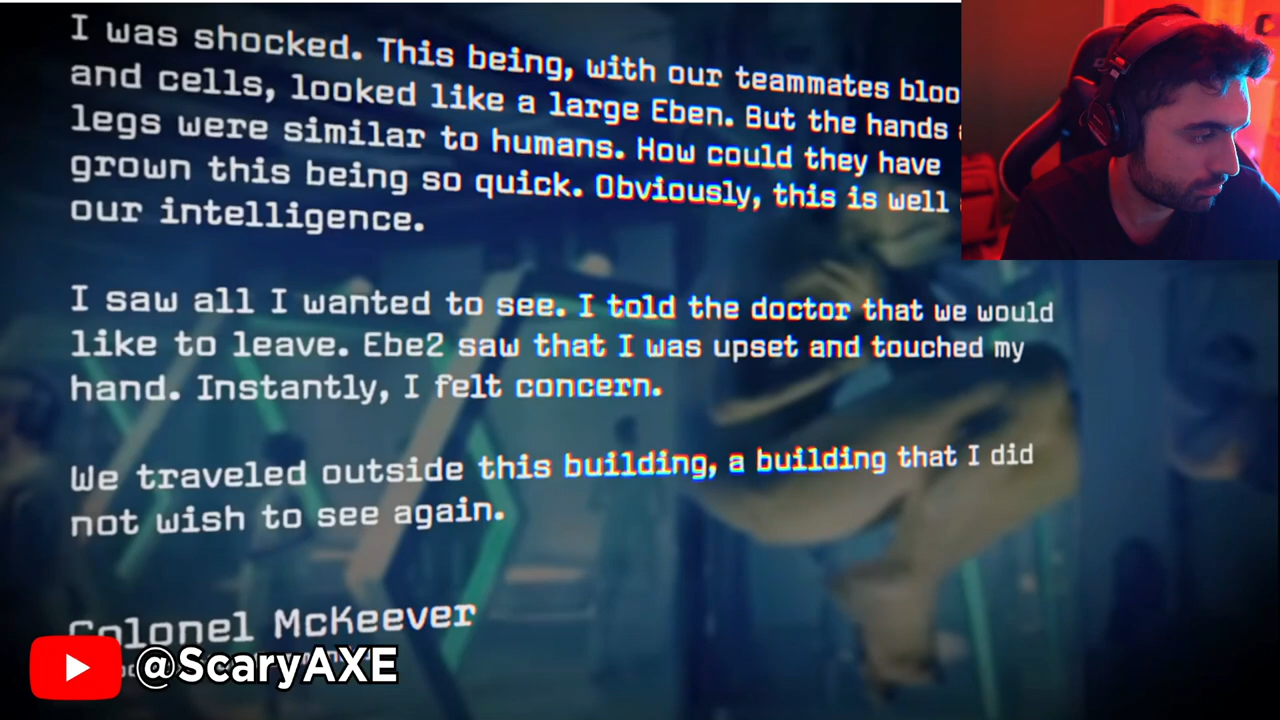 I was shocked. This being, with our teammates bloo
and cells, looked like a large Eben. But the hands
legs were similar to humans. How could they have
grown this being so quick. Obviously, this is well
our intelligence.
I saw all I wanted to see. I told the doctor that we would
like to leave. Ebe2 saw that I was upset and touched my
hand. Instantly, I felt concern.
We traveled outside this building, a building that I did
not wish to see again.
Colonel McKeever
@ScaryAXE